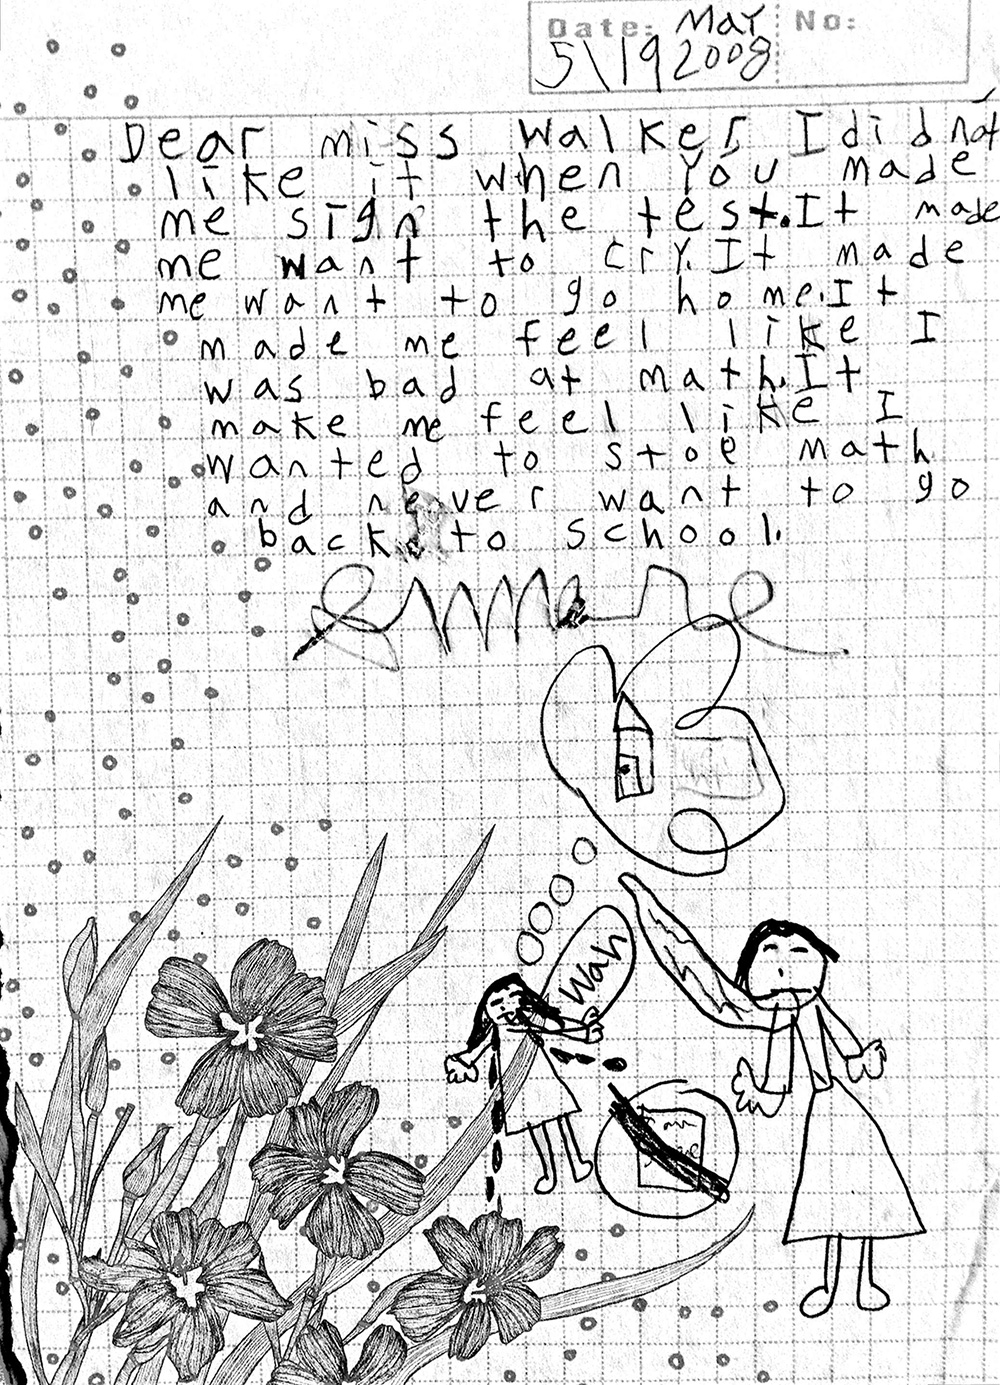 Date: May No:
5\19 2008
Dear miss Walker, I did not
like it when you made
me sign the test. It made
me want to cry. It made
me want to go home. It
made me feel like I
was bad at math. It
make me feel like I
wanted to stoe math
and never want to go
back to school.
Wah